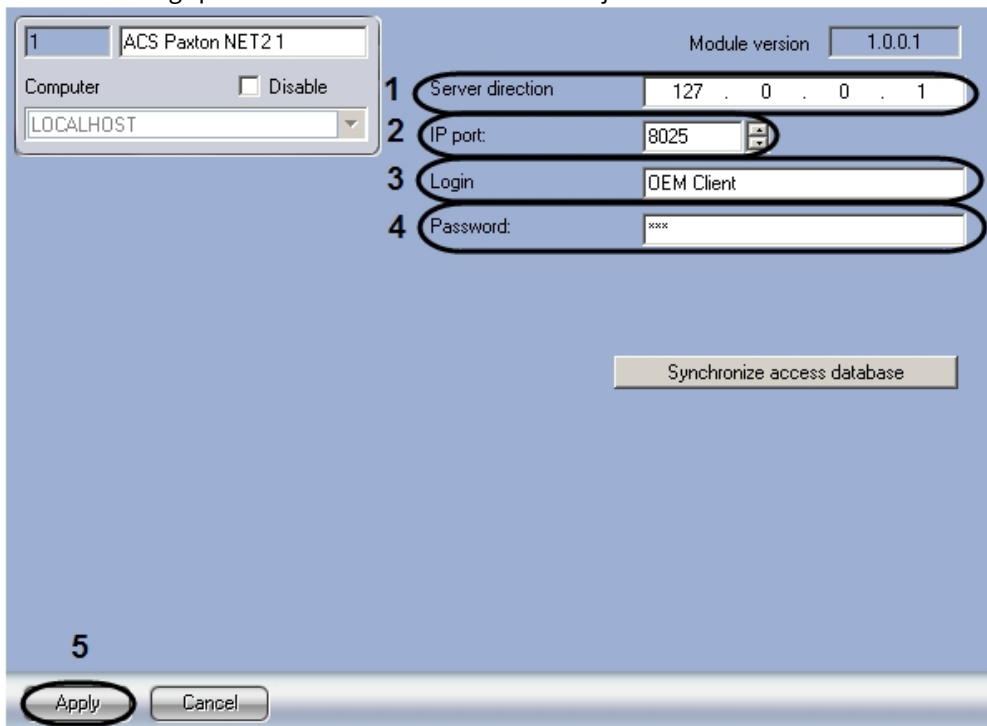 1 ACS Paxton NET2 1
Module version 1.0.0.1
Computer Disable
LOCALHOST
1 Server direction 127 . 0 . 0 . 1
2 IP port: 8025
3 Login OEM Client
4 Password: ×××
Synchronize access database
5
Apply Cancel